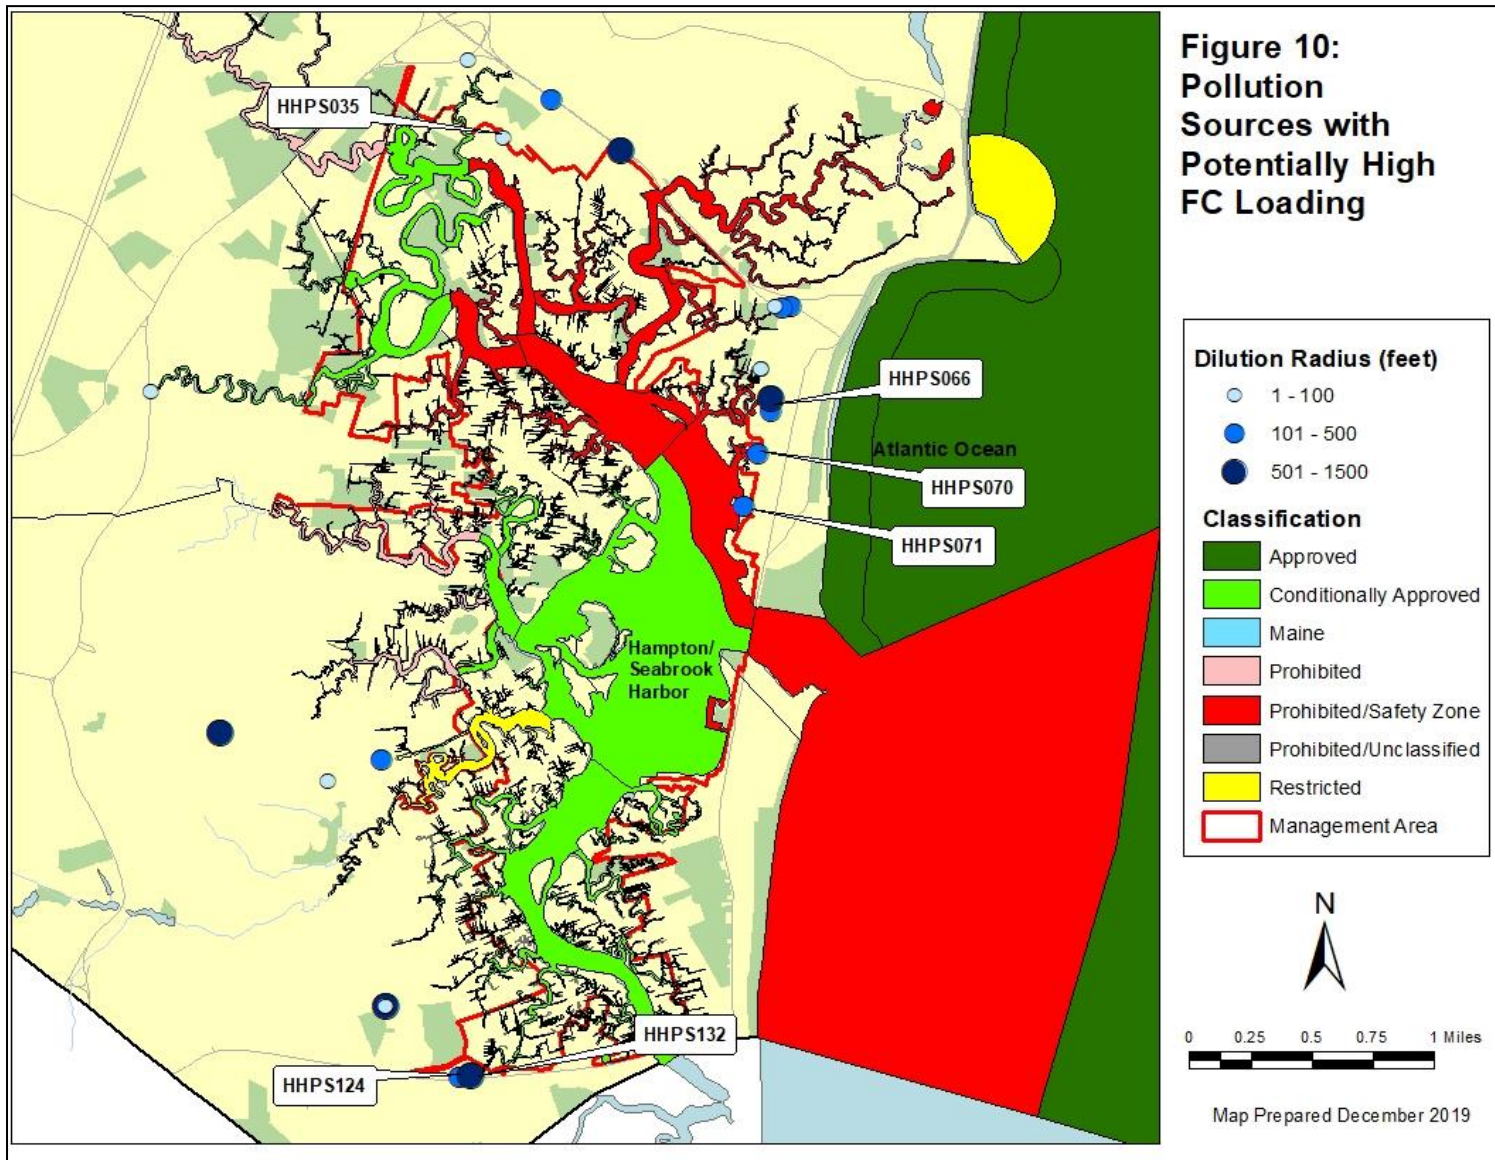 Figure 10:
Pollution
Sources with
Potentially High
FC Loading
HHPS035
HHPS066
Atlantic Ocean
HHPS070
HHPS071
Hampton/
Seabrook
Harbor
HHPS132
HHPS124
Dilution Radius (feet)
1 - 100
101 - 500
501 - 1500
Classification
Approved
Conditionally Approved
Maine
Prohibited
Prohibited/Safety Zone
Prohibited/Unclassified
Restricted
Management Area
N
0 0.25 0.5 0.75 1 Miles
Map Prepared December 2019